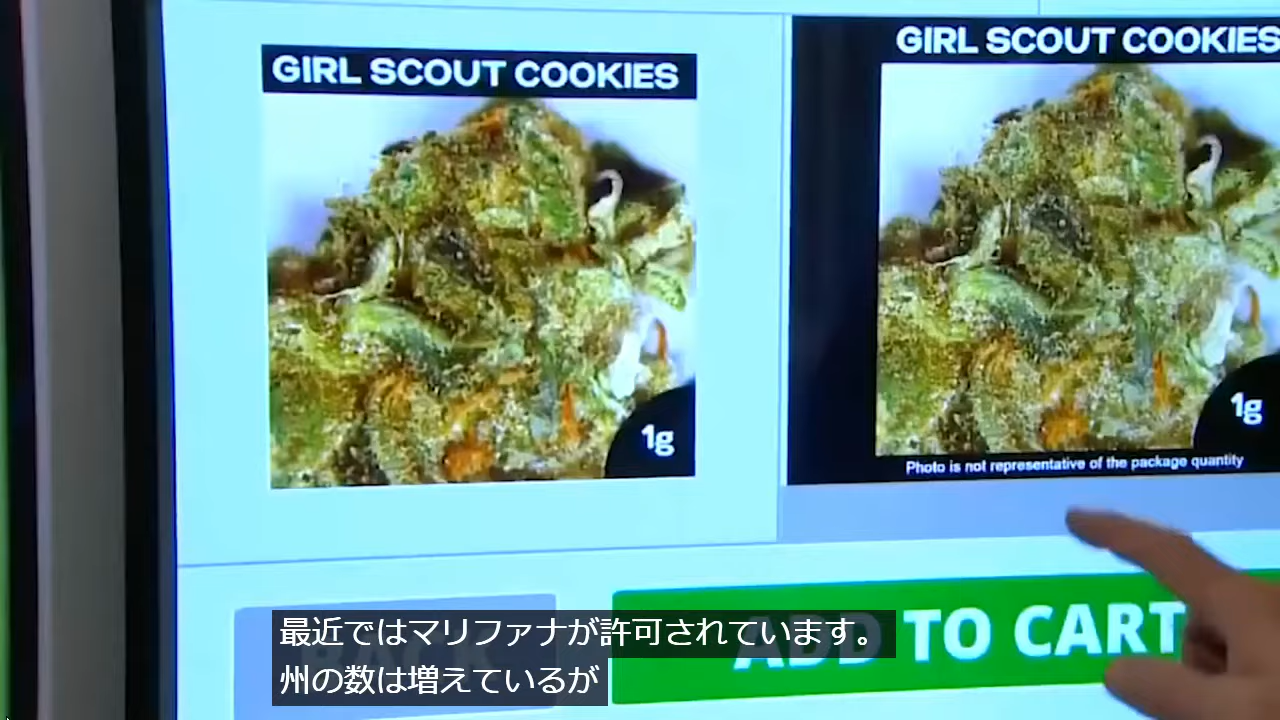 GIRL SCOUT COOKIES
1g
GIRL SCOUT COOKIES
1g
Photo is not representative of the package quantity
ADD TO CART
最近ではマリファナが許可されています。
州の数は増えているが